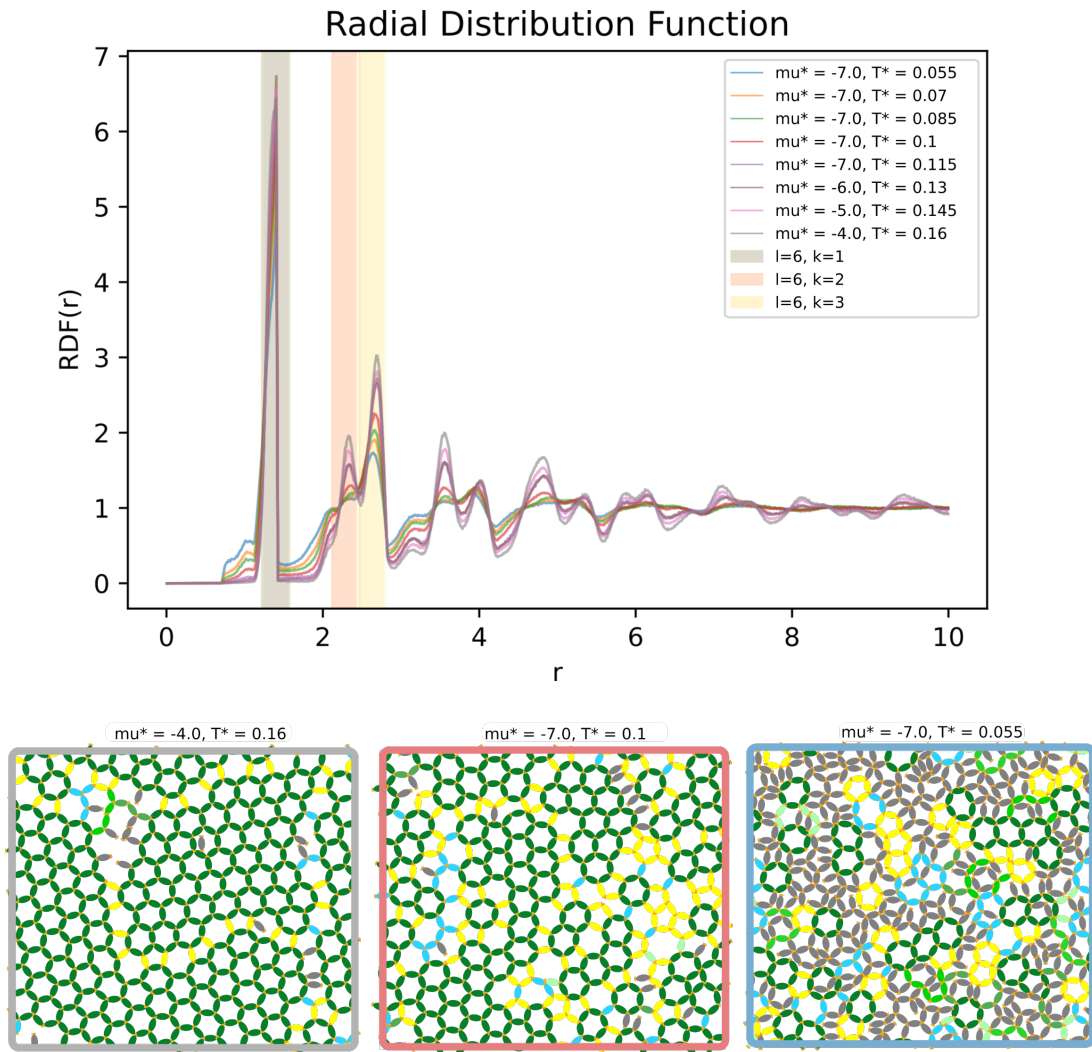 Radial Distribution Function
7
6
5
4
3
2
1
0
RDF(r)
mu* = -7.0, T* = 0.055
mu* = -7.0, T* = 0.07
mu* = -7.0, T* = 0.085
mu* = -7.0, T* = 0.1
mu* = -7.0, T* = 0.115
mu* = -6.0, T* = 0.13
mu* = -5.0, T* = 0.145
mu* = -4.0, T* = 0.16
l=6, k=1
l=6, k=2
l=6, k=3
0 2 4 6 8 10
r
mu* = -4.0, T* = 0.16
mu* = -7.0, T* = 0.1
mu* = -7.0, T* = 0.055